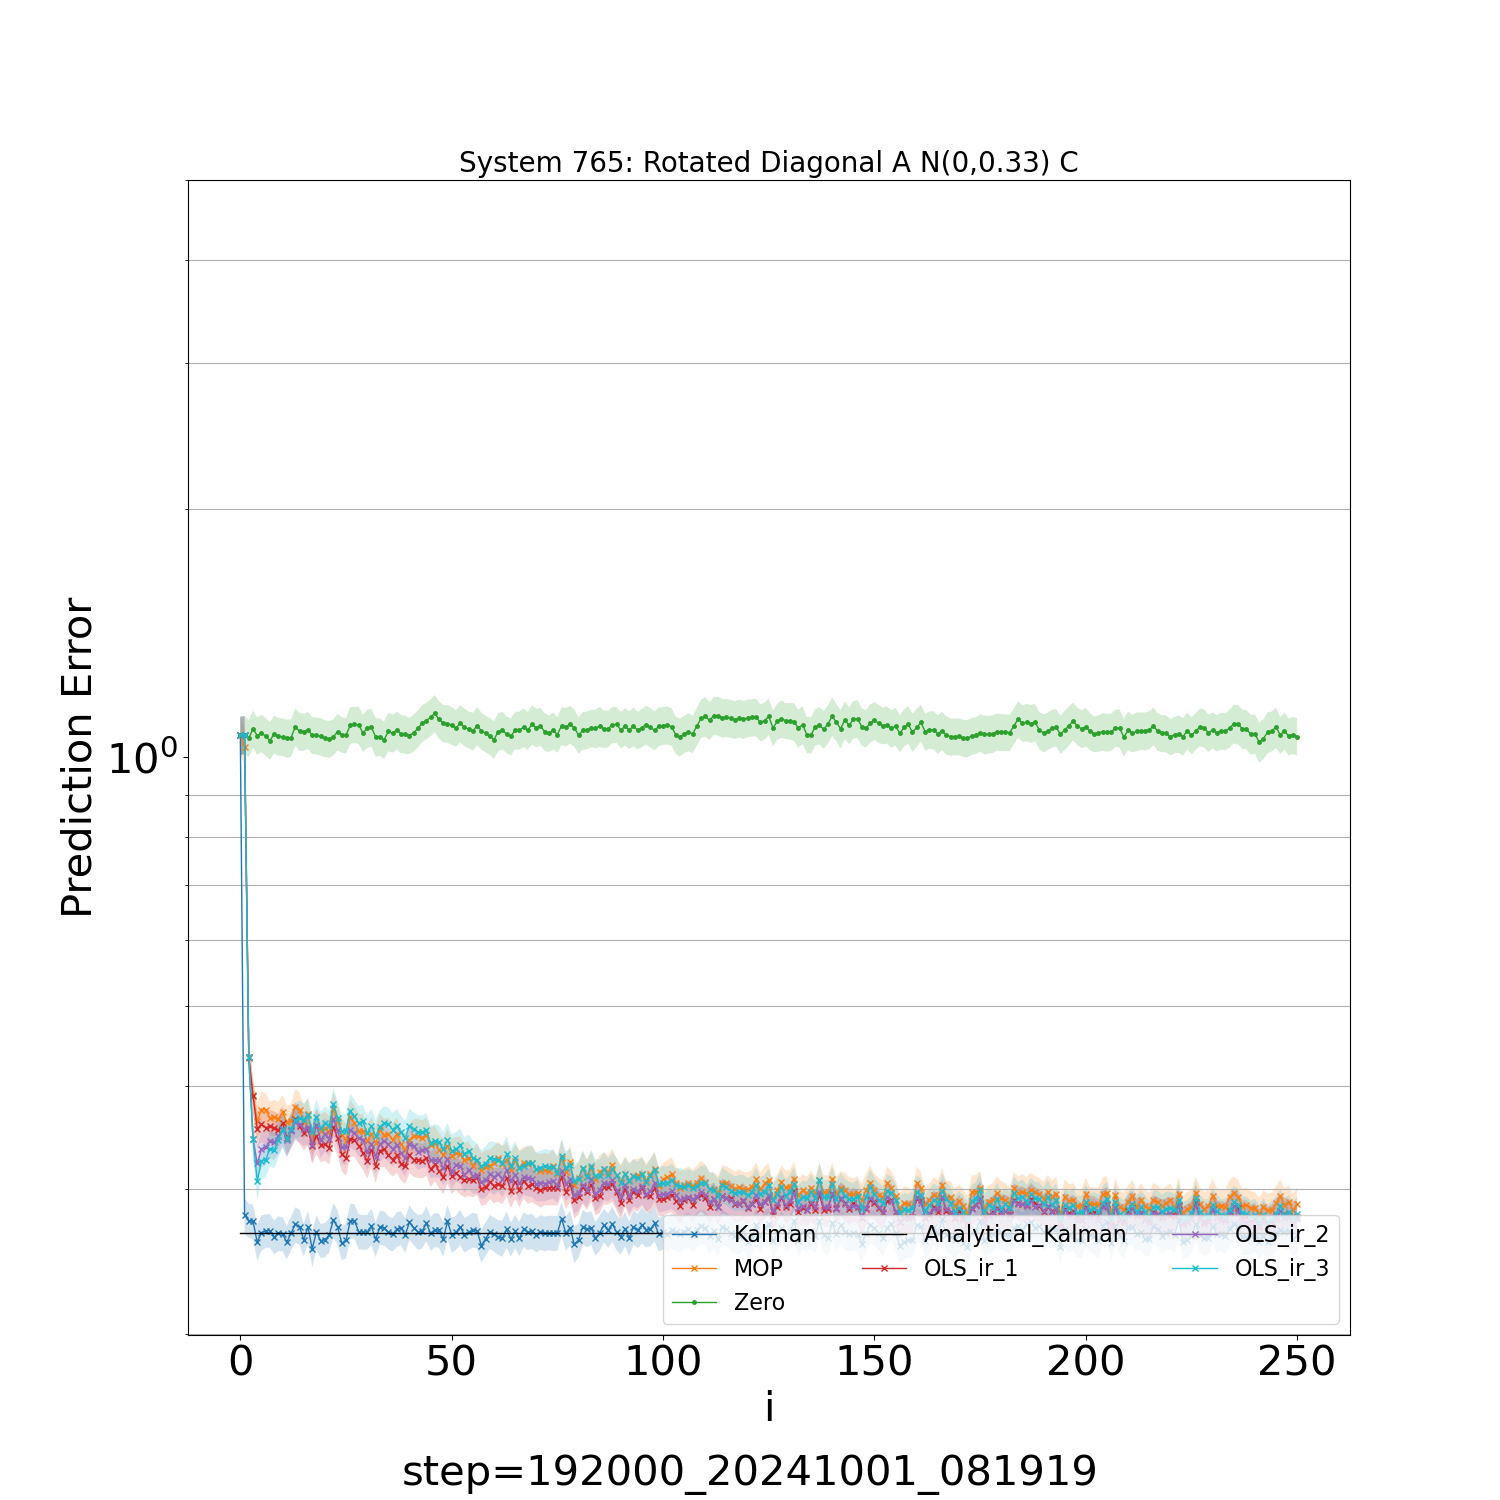 System 765: Rotated Diagonal A N(0,0.33) C
Prediction Error
10⁰
Kalman
MOP
Zero
Analytical_Kalman
OLS_ir_1
OLS_ir_2
OLS_ir_3
0 50 100 150 200 250
i
step=192000_20241001_081919